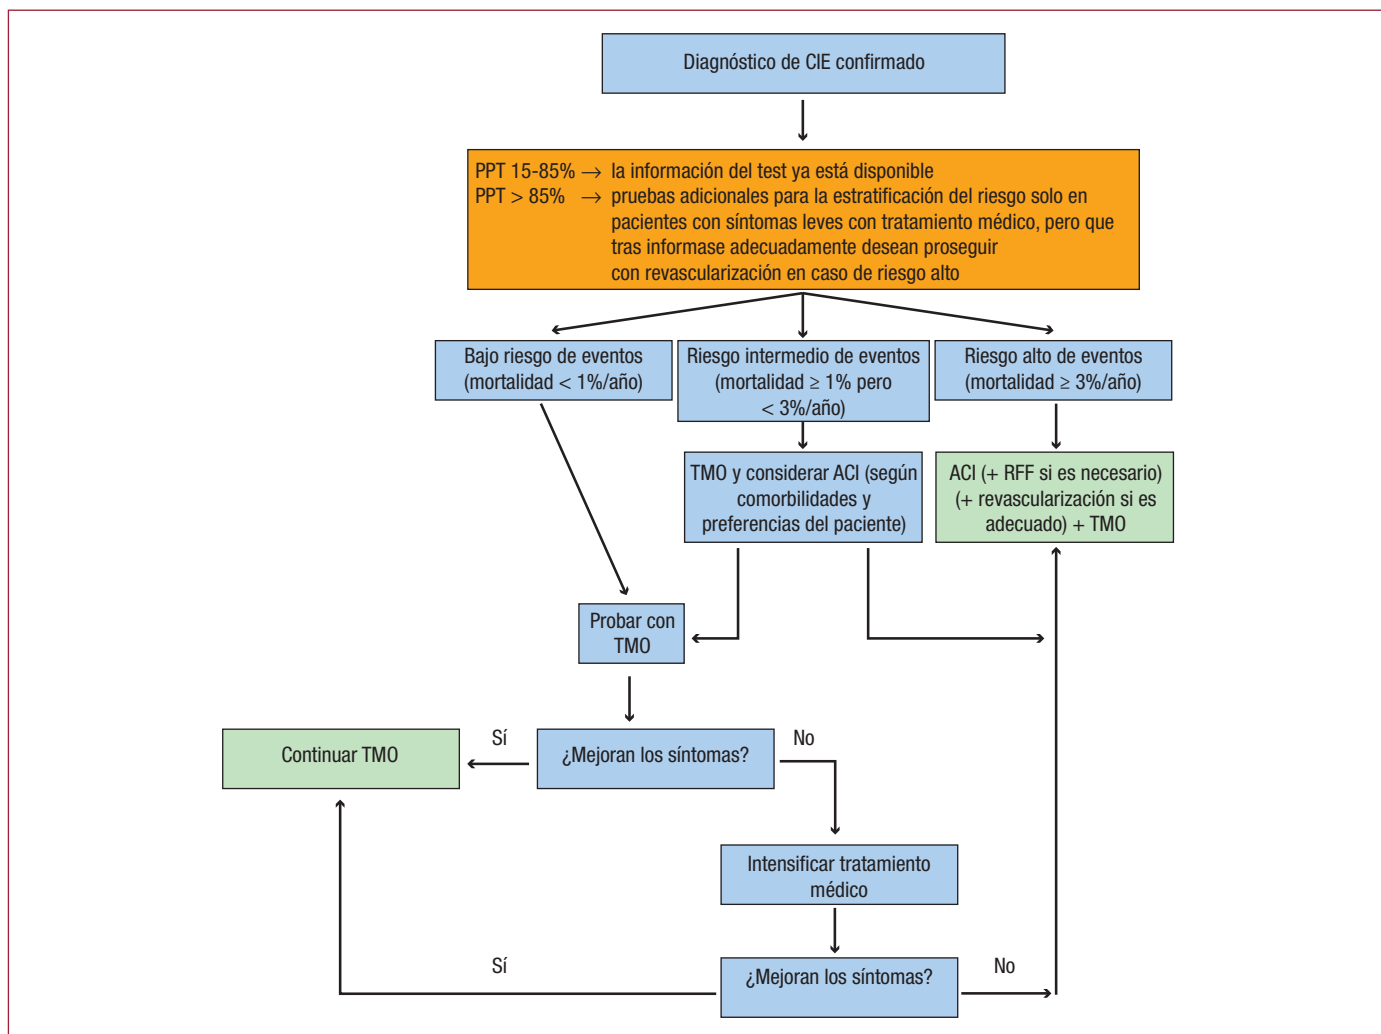 Diagnóstico de CIE confirmado
PPT 15-85% → la información del test ya está disponible
PPT > 85% → pruebas adicionales para la estratificación del riesgo solo en
pacientes con síntomas leves con tratamiento médico, pero que
tras informase adecuadamente desean proseguir
con revascularización en caso de riesgo alto
Bajo riesgo de eventos
(mortalidad < 1%/año)
Riesgo intermedio de eventos
(mortalidad ≥ 1% pero
< 3%/año)
Riesgo alto de eventos
(mortalidad ≥ 3%/año)
TMO y considerar ACI (según
comorbilidades y
preferencias del paciente)
ACI (+ RFF si es necesario)
(+ revascularización si es
adecuado) + TMO
Probar con
TMO
Continuar TMO
Sí
¿Mejoran los síntomas?
No
Intensificar tratamiento
médico
Sí
¿Mejoran los síntomas?
No